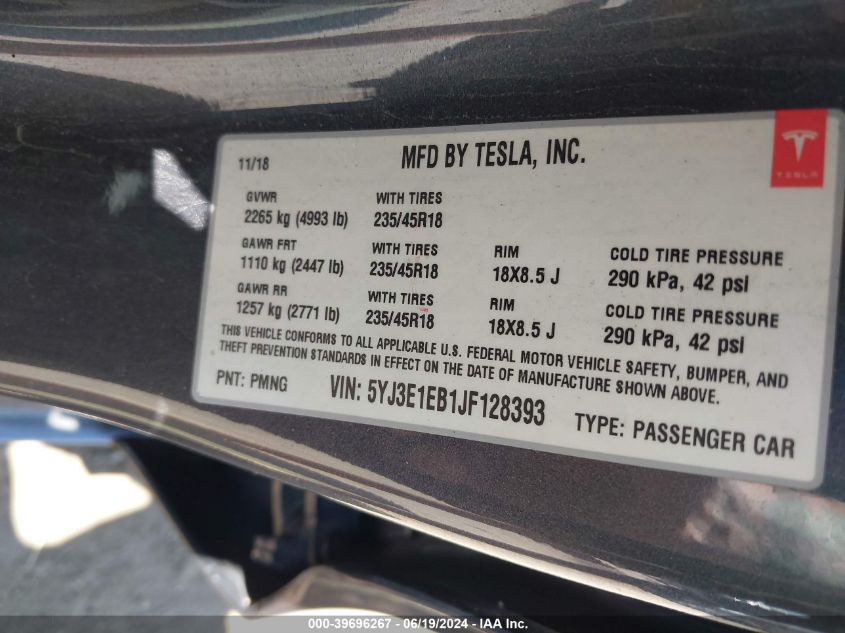 11/18 MFD BY TESLA, INC.
TESLA
GVWR WITH TIRES
2265 kg (4993 lb) 235/45R18
GAWR FRT WITH TIRES RIM COLD TIRE PRESSURE
1110 kg (2447 lb) 235/45R18 18X8.5 J 290 kPa, 42 psi
GAWR RR WITH TIRES RIM COLD TIRE PRESSURE
1257 kg (2771 lb) 235/45R18 18X8.5 J 290 kPa, 42 psi
THIS VEHICLE CONFORMS TO ALL APPLICABLE U.S. FEDERAL MOTOR VEHICLE SAFETY, BUMPER, AND
THEFT PREVENTION STANDARDS IN EFFECT ON THE DATE OF MANUFACTURE SHOWN ABOVE.
PNT: PMNG VIN: 5YJ3E1EB1JF128393 TYPE: PASSENGER CAR
000-39696267 - 06/19/2024 - IAA Inc.